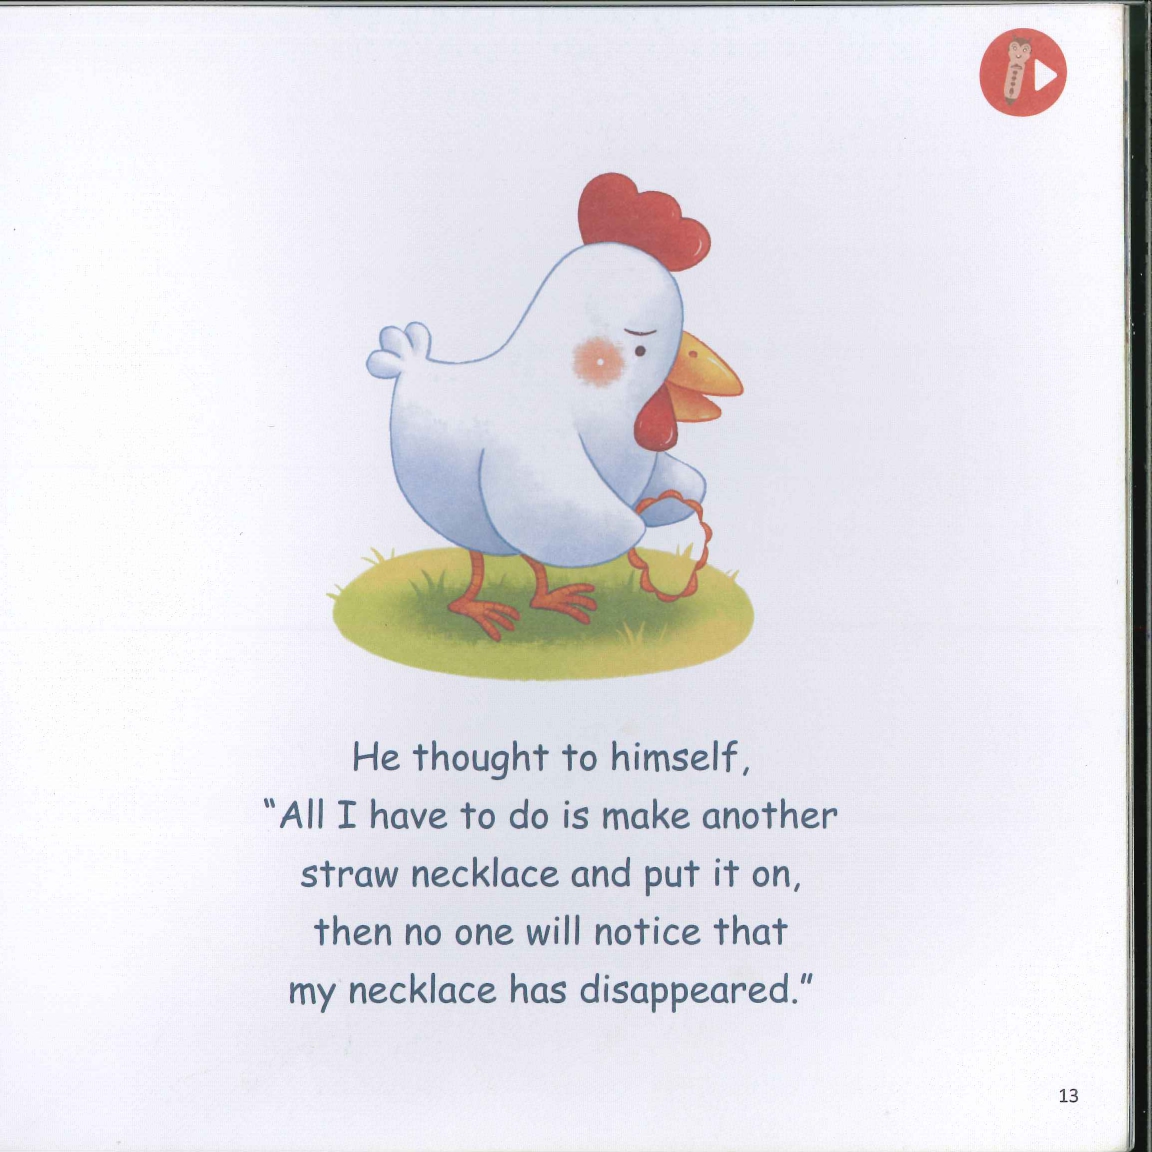 He thought to himself,
“All I have to do is make another
straw necklace and put it on,
then no one will notice that
my necklace has disappeared.”
13